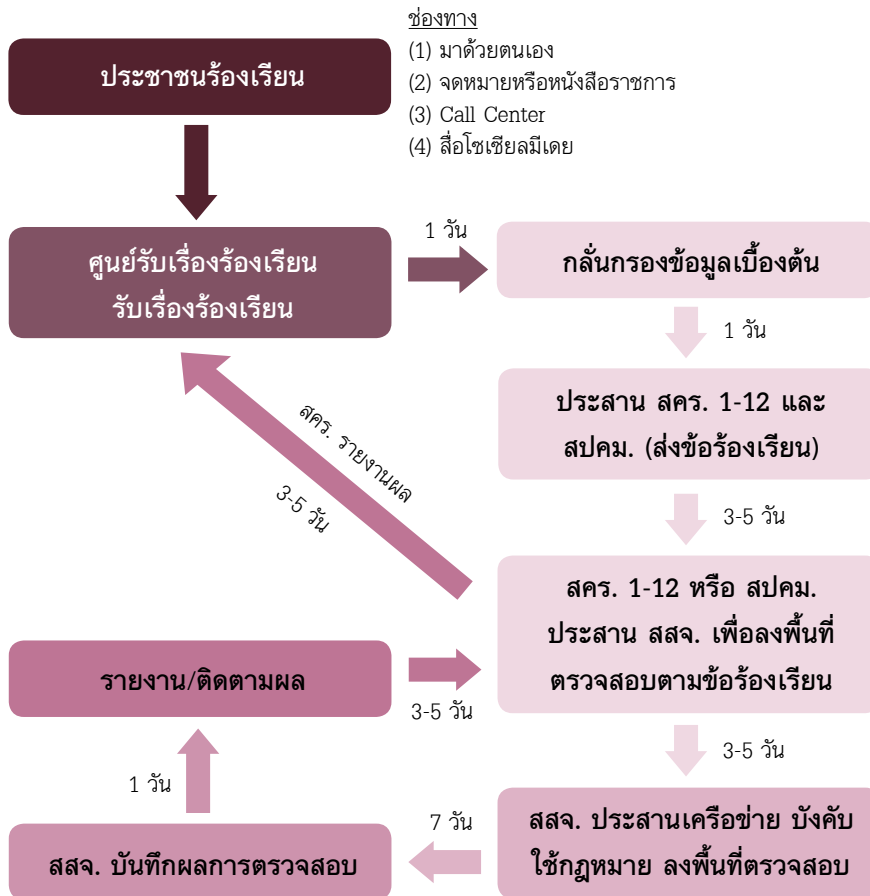 ช่องทาง
(1) มาด้วยตนเอง
(2) จดหมายหรือหนังสือราชการ
(3) Call Center
(4) สื่อโซเชียลมีเดย
ประชาชนร้องเรียน
ศูนย์รับเรื่องร้องเรียน
รับเรื่องร้องเรียน
1 วัน
กลั่นกรองข้อมูลเบื้องต้น
1 วัน
ประสาน สคร. 1-12 และ
สปคม. (ส่งข้อร้องเรียน)
3-5 วัน
สคร. รายงานผล
3-5 วัน
สคร. 1-12 หรือ สปคม.
ประสาน สสจ. เพื่อลงพื้นที่
ตรวจสอบตามข้อร้องเรียน
รายงาน/ติดตามผล
3-5 วัน
3-5 วัน
1 วัน
สสจ. ประสานเครือข่าย บังคับ
ใช้กฎหมาย ลงพื้นที่ตรวจสอบ
7 วัน
สสจ. บันทึกผลการตรวจสอบ